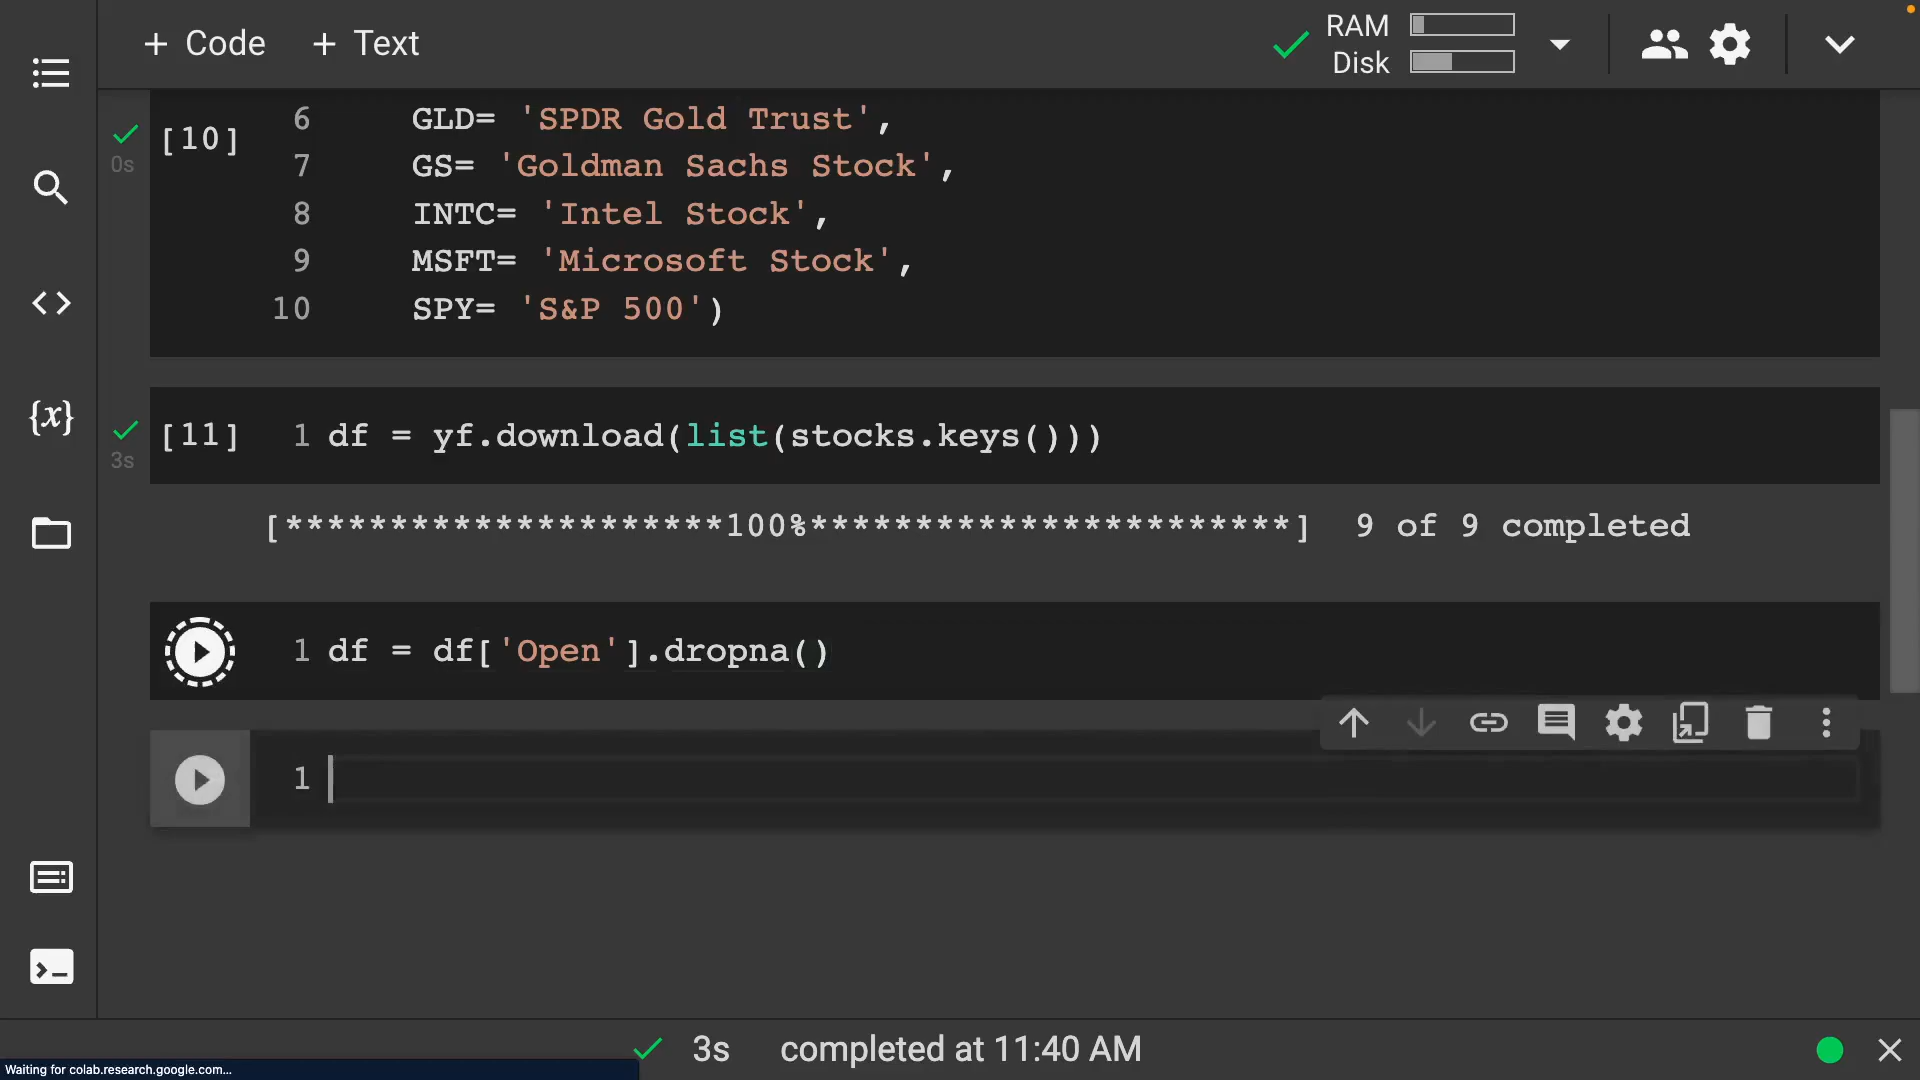 + Code + Text
RAM
Disk
[10]
0s
6 GLD= 'SPDR Gold Trust',
7 GS= 'Goldman Sachs Stock',
8 INTC= 'Intel Stock',
9 MSFT= 'Microsoft Stock',
10 SPY= 'S&P 500')
{x}
[11] 1 df = yf.download(list(stocks.keys()))
3s
[*********************100%***********************] 9 of 9 completed
1 df = df['Open'].dropna()
1
3s completed at 11:40 AM
Waiting for colab.research.google.com...